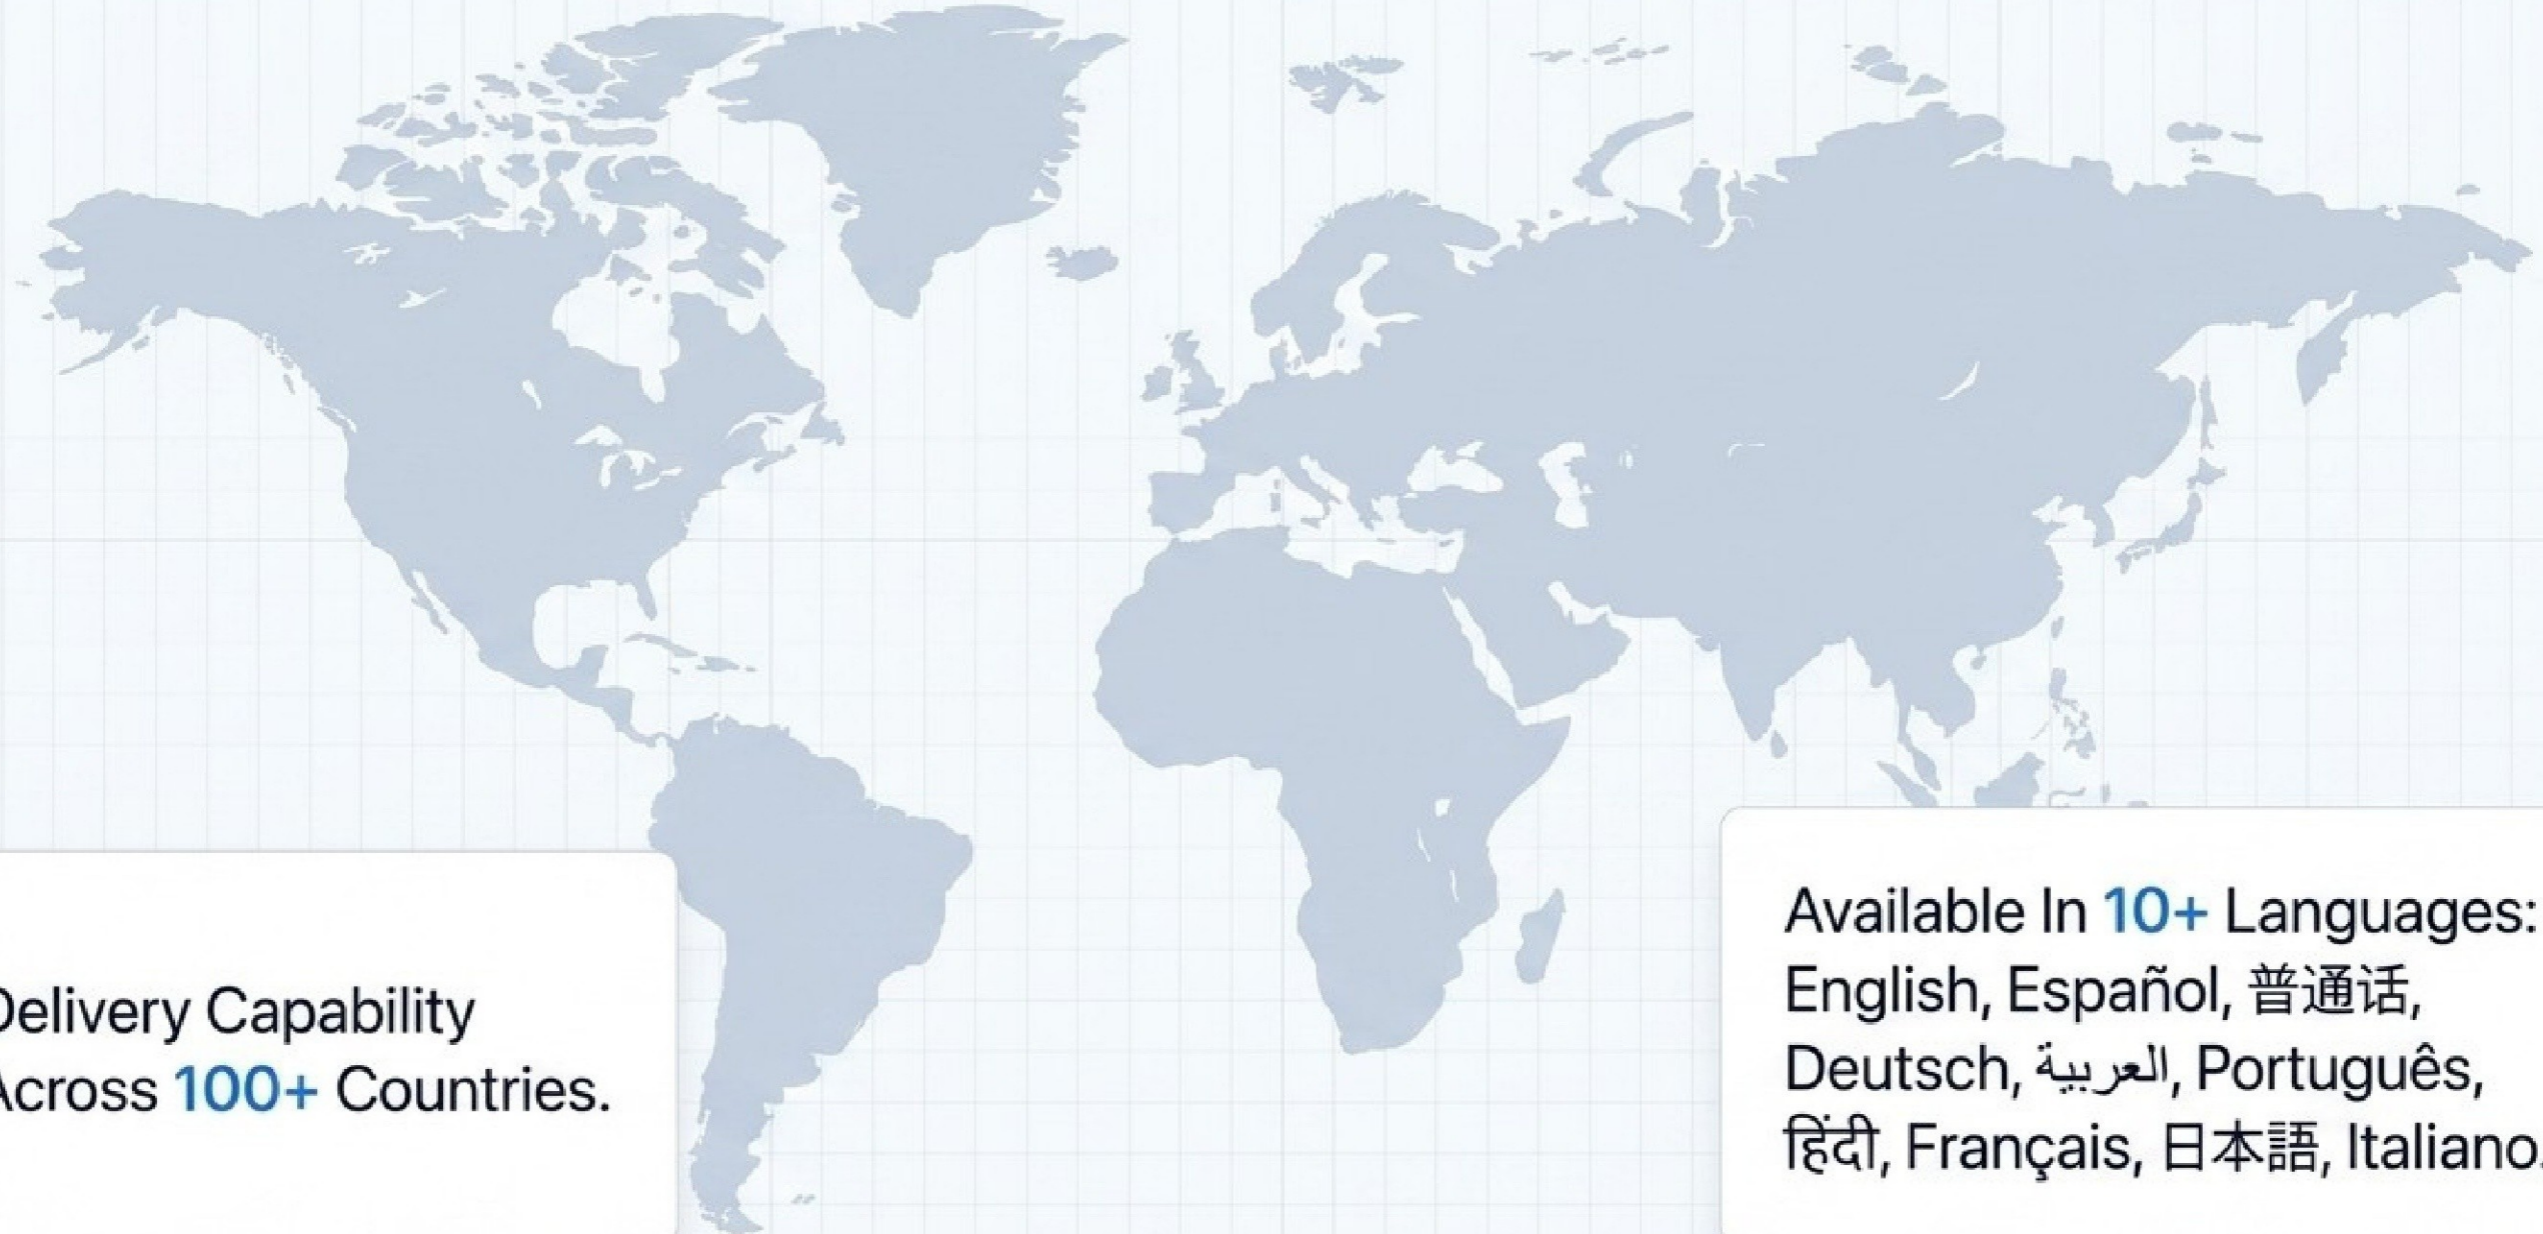 Delivery Capability
Across 100+ Countries.
Available In 10+ Languages:
English, Español, 普通话,
Deutsch, العربية, Português,
हिंदी, Français, 日本語, Italiano.